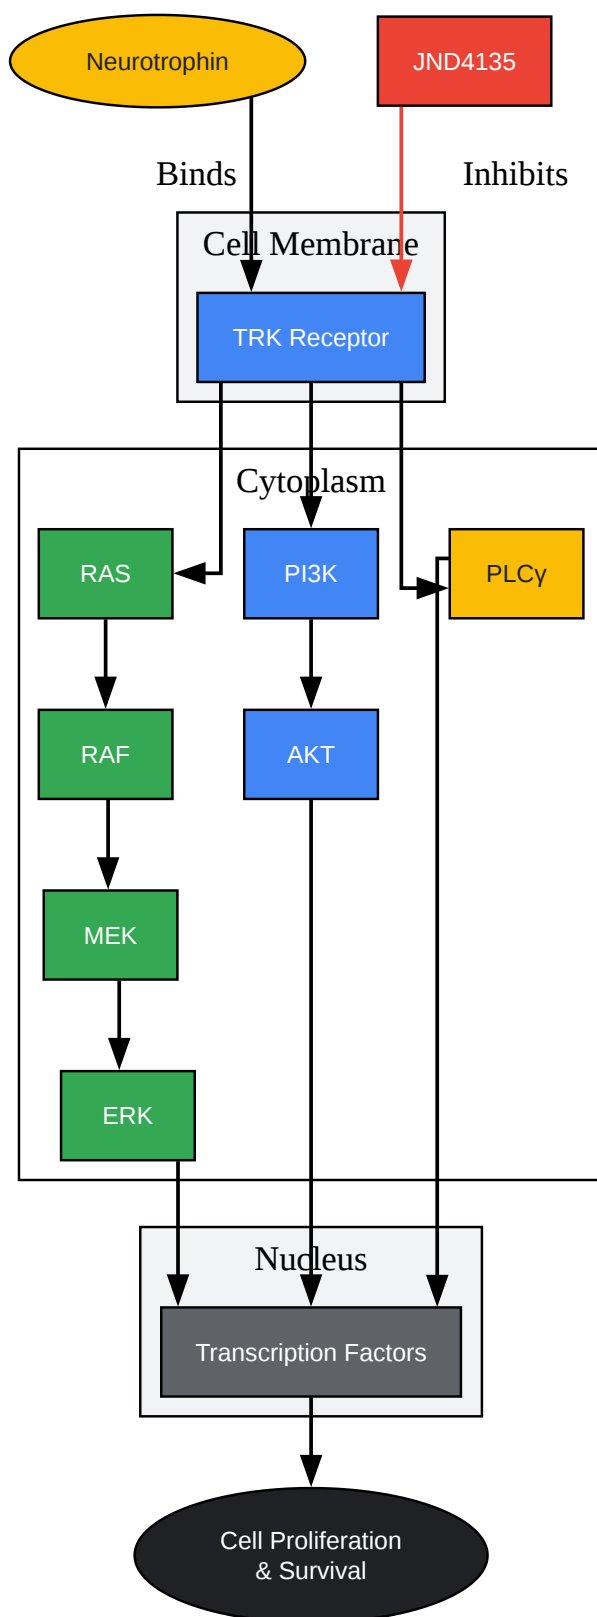 Neurotrophin
JND4135
Binds
Inhibits
Cell Membrane
TRK Receptor
Cytoplasm
RAS
PI3K
PLCγ
RAF
AKT
MEK
ERK
Nucleus
Transcription Factors
Cell Proliferation
& Survival